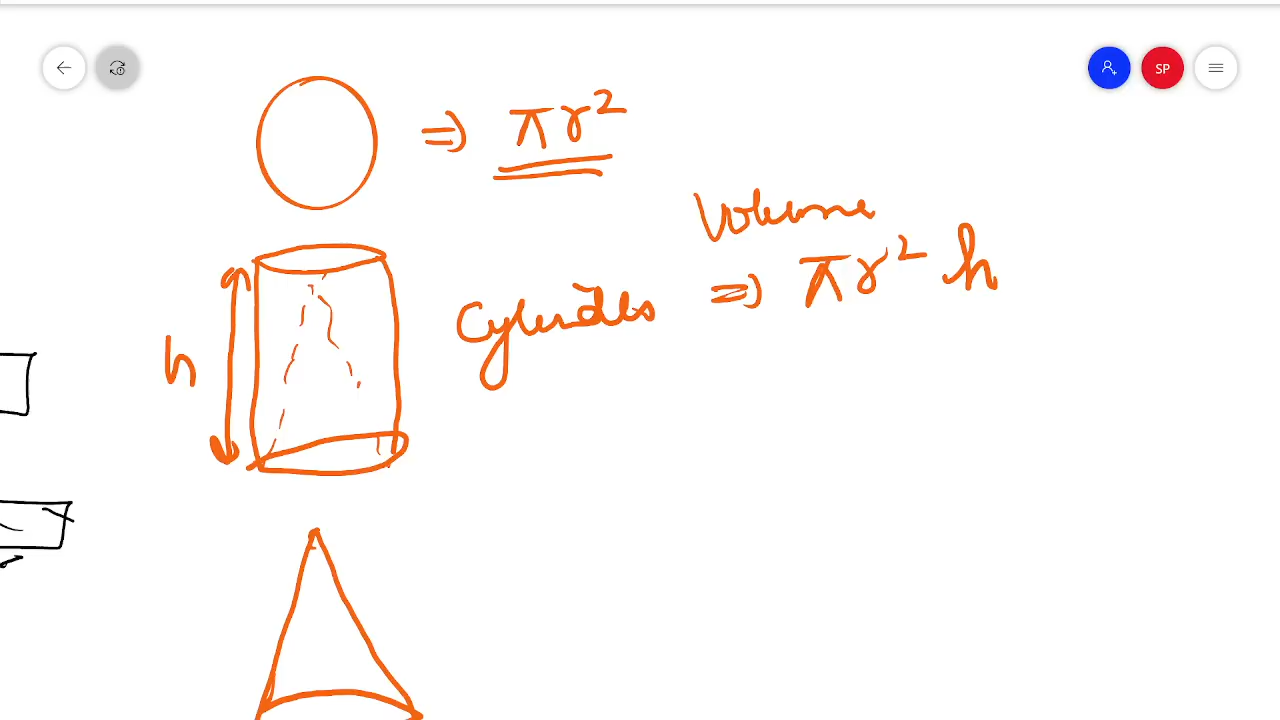 SP
⇒ πr²
Volume
Cylinder ⇒ πr² h
h